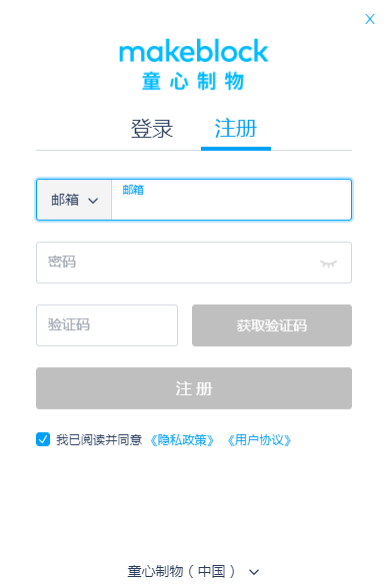 X
makeblock
童心制物
登录 注册
邮箱 邮箱
密码
验证码 获取验证码
注册
我已阅读并同意《隐私政策》《用户协议》
童心制物(中国)